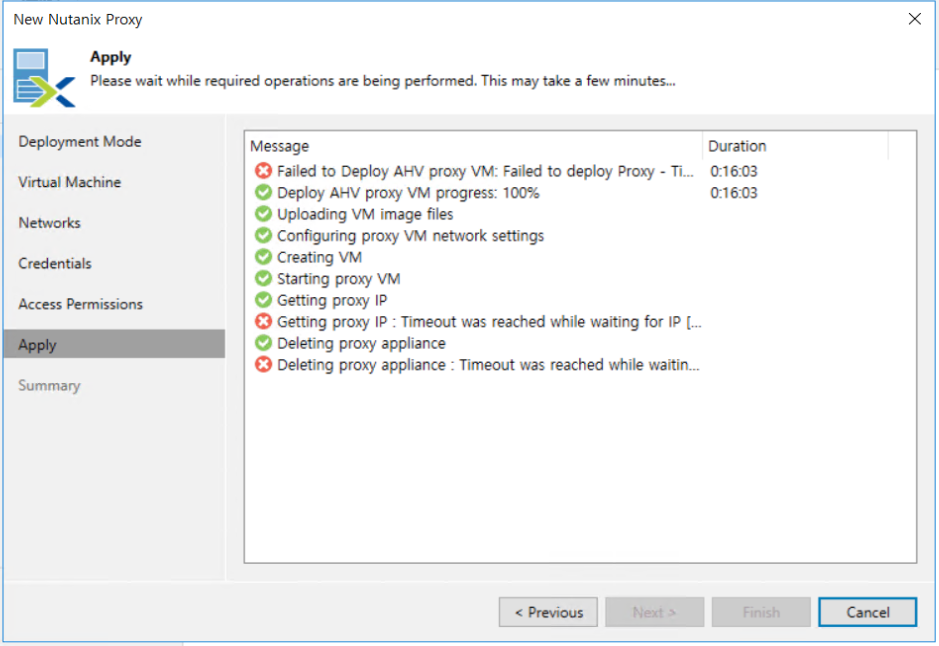 New Nutanix Proxy
Apply
Please wait while required operations are being performed. This may take a few minutes...
Deployment Mode
Virtual Machine
Networks
Credentials
Access Permissions
Apply
Summary
Message Duration
Failed to Deploy AHV proxy VM: Failed to deploy Proxy - Ti... 0:16:03
Deploy AHV proxy VM progress: 100% 0:16:03
Uploading VM image files
Configuring proxy VM network settings
Creating VM
Starting proxy VM
Getting proxy IP
Getting proxy IP : Timeout was reached while waiting for IP [...
Deleting proxy appliance
Deleting proxy appliance : Timeout was reached while waitin...
< Previous Next > Finish Cancel